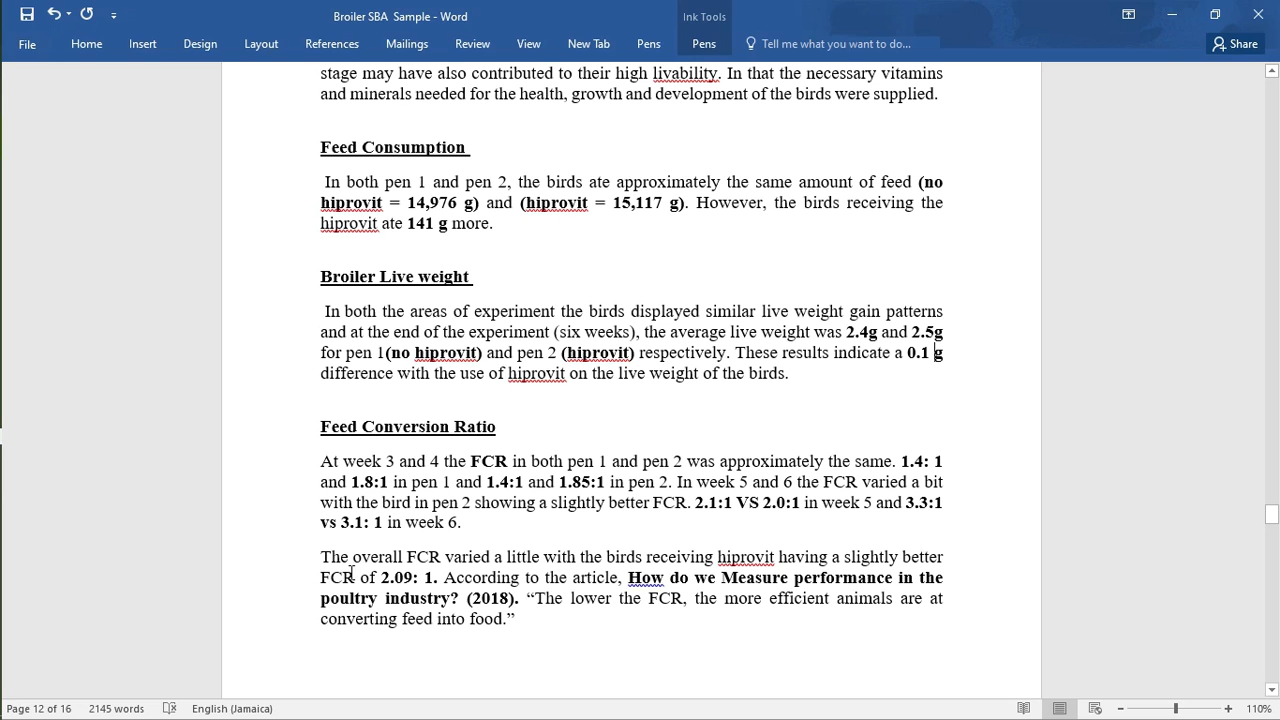 Broiler SBA  Sample - Word
Ink Tools
File Home Insert Design Layout References Mailings Review View New Tab Pens Pens Tell me what you want to do... Share
stage may have also contributed to their high livability. In that the necessary vitamins
and minerals needed for the health, growth and development of the birds were supplied.
Feed Consumption
In both pen 1 and pen 2, the birds ate approximately the same amount of feed (no
hiprovit = 14,976 g) and (hiprovit = 15,117 g). However, the birds receiving the
hiprovit ate 141 g more.
Broiler Live weight
In both the areas of experiment the birds displayed similar live weight gain patterns
and at the end of the experiment (six weeks), the average live weight was 2.4g and 2.5g
for pen 1(no hiprovit) and pen 2 (hiprovit) respectively. These results indicate a 0.1 g
difference with the use of hiprovit on the live weight of the birds.
Feed Conversion Ratio
At week 3 and 4 the FCR in both pen 1 and pen 2 was approximately the same. 1.4: 1
and 1.8:1 in pen 1 and 1.4:1 and 1.85:1 in pen 2. In week 5 and 6 the FCR varied a bit
with the bird in pen 2 showing a slightly better FCR. 2.1:1 VS 2.0:1 in week 5 and 3.3:1
vs 3.1: 1 in week 6.
The overall FCR varied a little with the birds receiving hiprovit having a slightly better
FCR of 2.09: 1. According to the article, How do we Measure performance in the
poultry industry? (2018). “The lower the FCR, the more efficient animals are at
converting feed into food.”
Page 12 of 16 2145 words English (Jamaica) 110%